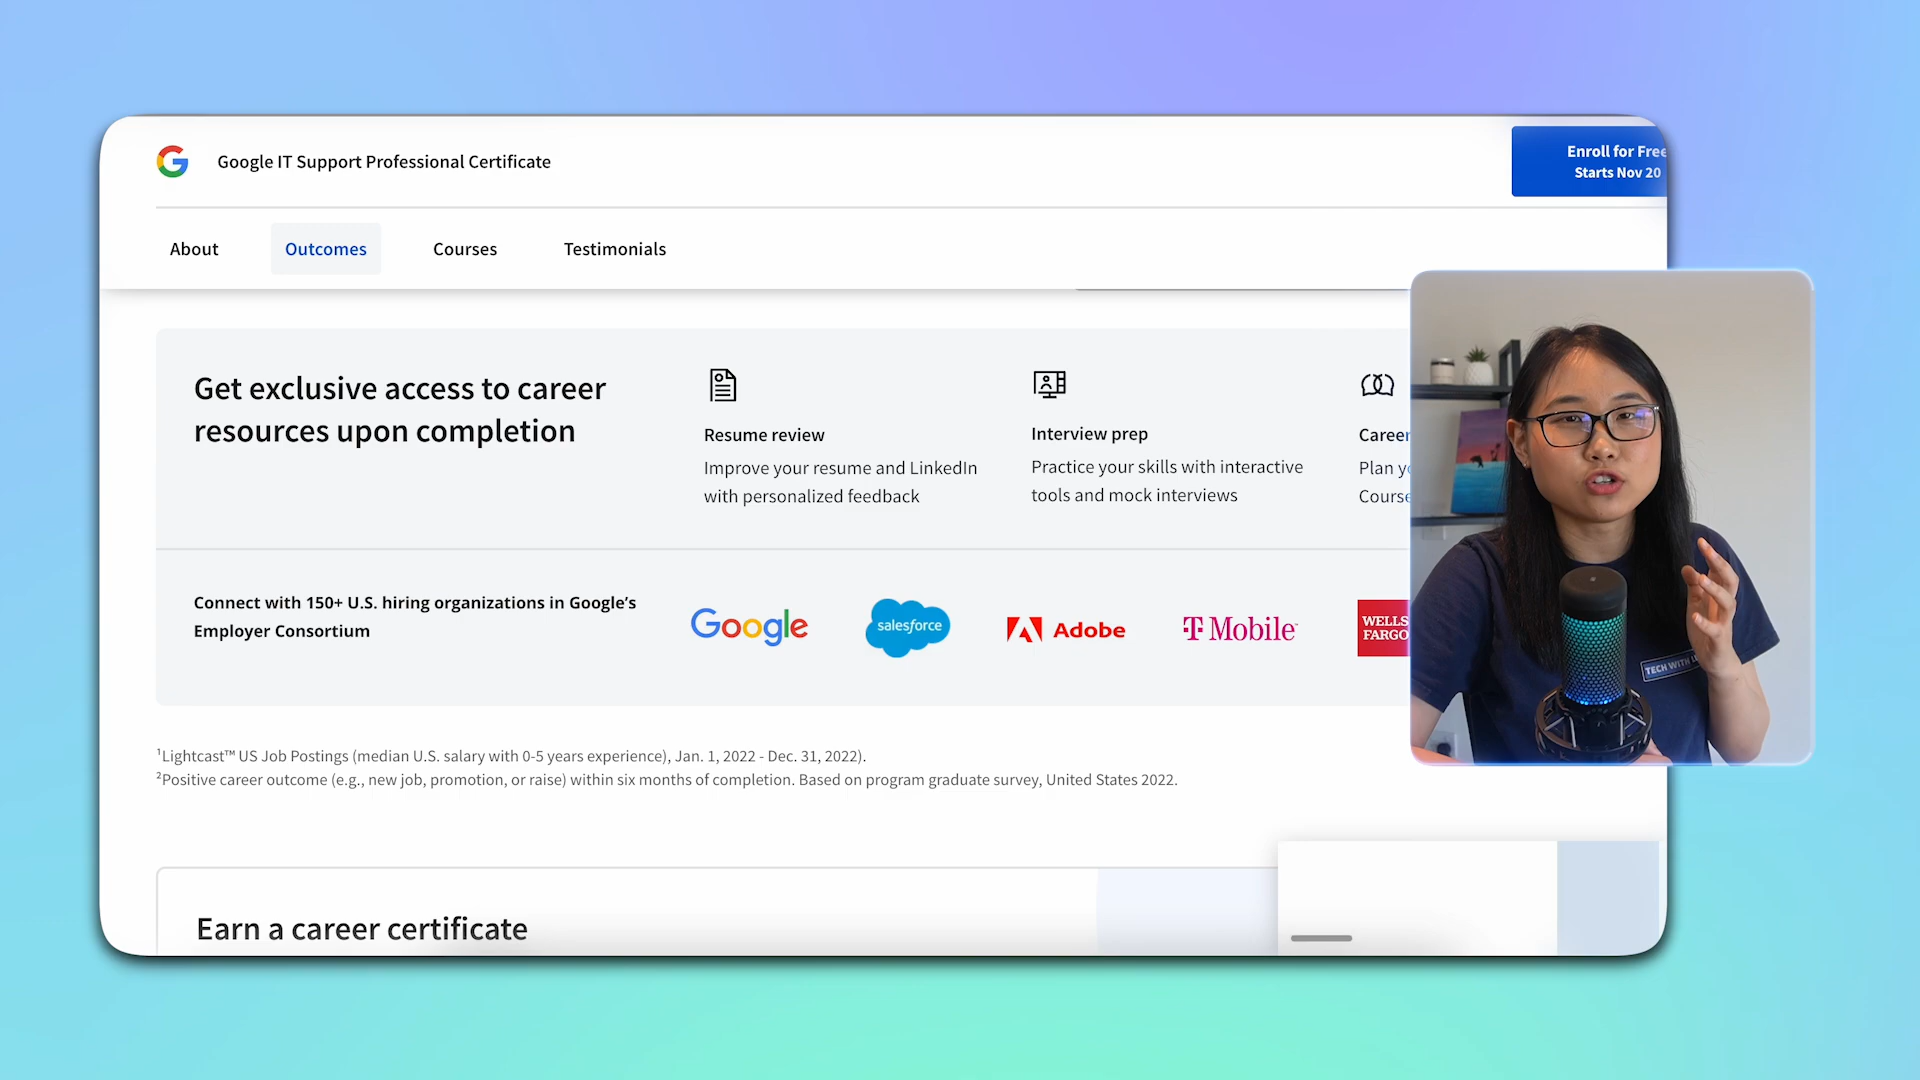 Google IT Support Professional Certificate
Enroll for Free
Starts Nov 20
About
Outcomes
Courses
Testimonials
Get exclusive access to career
resources upon completion
Resume review
Improve your resume and LinkedIn
with personalized feedback
Interview prep
Practice your skills with interactive
tools and mock interviews
Career
Plan
Course
Connect with 150+ U.S. hiring organizations in Google's
Employer Consortium
Google
salesforce
Adobe
T Mobile
WELLS
FARGO
TECH WITH
¹Lightcast™ US Job Postings (median U.S. salary with 0-5 years experience), Jan. 1, 2022 - Dec. 31, 2022).
²Positive career outcome (e.g., new job, promotion, or raise) within six months of completion. Based on program graduate survey, United States 2022.
Earn a career certificate